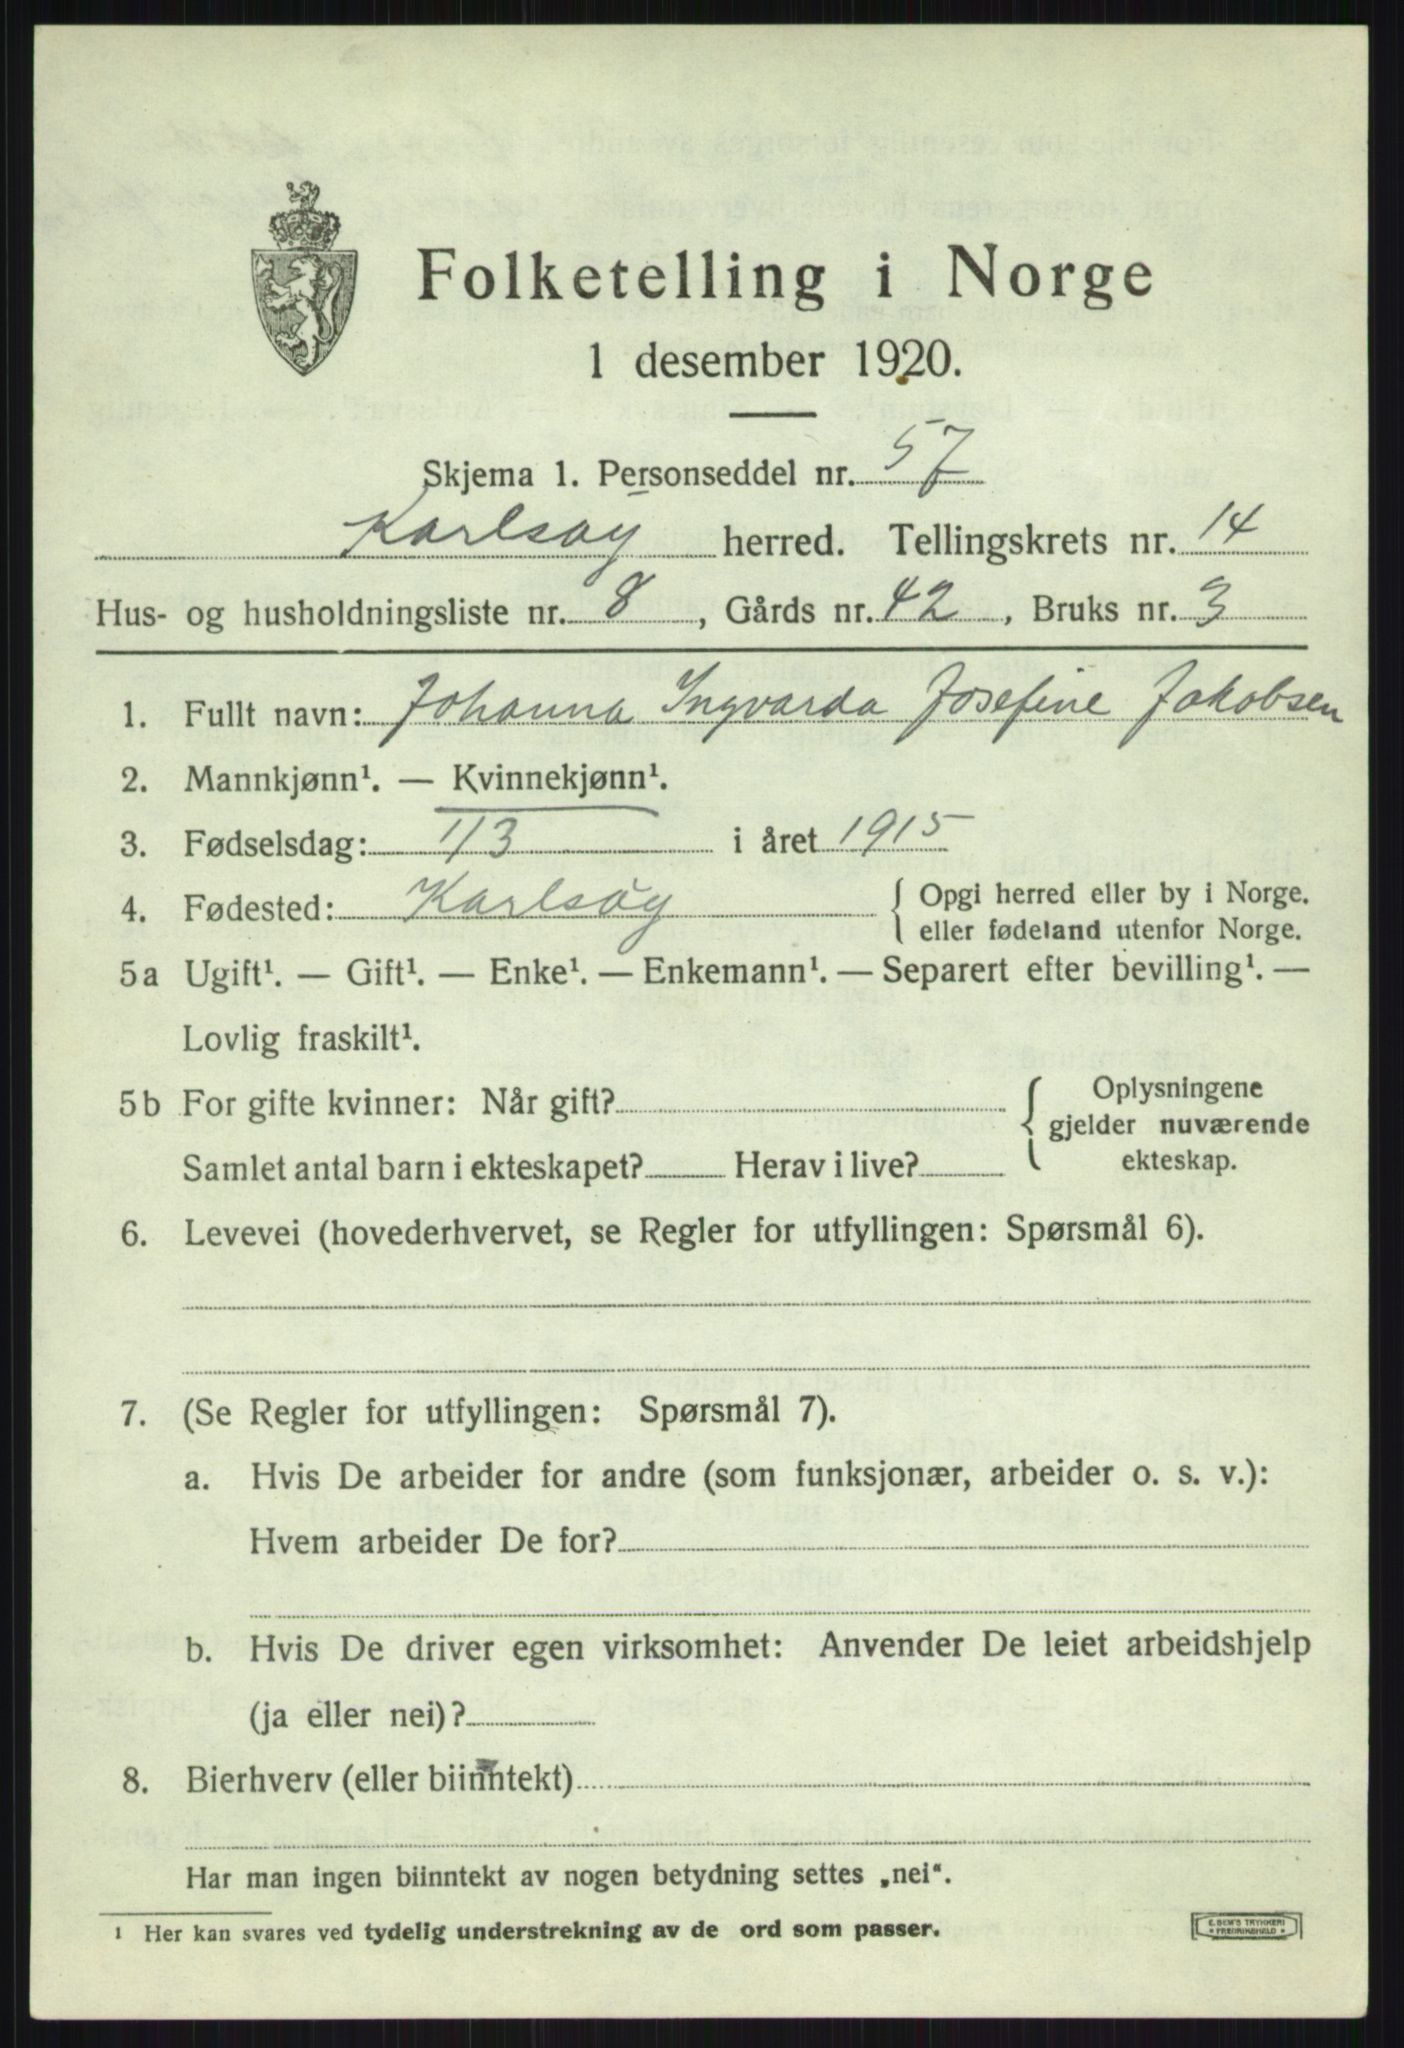 Folketelling i Norge
1 desember 1920.
Skjema 1. Personseddel nr. 57
Karlsøy herred. Tellingskrets nr. 14
Hus- og husholdningsliste nr. 8, Gårds nr. 42, Bruks nr. 3
1. Fullt navn: Johanna Ingvarda Josefine Jakobsen
2. Mannkjønn¹. — Kvinnekjønn¹.
3. Fødselsdag: 1/3 i året 1915
4. Fødested: Karlsøy { Opgi herred eller by i Norge.
eller fødeland utenfor Norge.
5a Ugift¹. — Gift¹. — Enke¹. — Enkemann¹. — Separert efter bevilling¹. —
Lovlig fraskilt¹.
5b For gifte kvinner: Når gift? { Oplysningene
gjelder nuværende
Samlet antal barn i ekteskapet? Herav i live? ekteskap.
6. Levevei (hovederhvervet, se Regler for utfyllingen: Spørsmål 6).
7. (Se Regler for utfyllingen: Spørsmål 7).
a. Hvis De arbeider for andre (som funksjonær, arbeider o. s. v.):
Hvem arbeider De for?
b. Hvis De driver egen virksomhet: Anvender De leiet arbeidshjelp
(ja eller nei)?
8. Bierhverv (eller biinntekt)
Har man ingen biinntekt av nogen betydning settes „nei“.
¹ Her kan svares ved tydelig understrekning av de ord som passer.
E. SEM'S TRYKKERI
* FREDRIKSHALD *